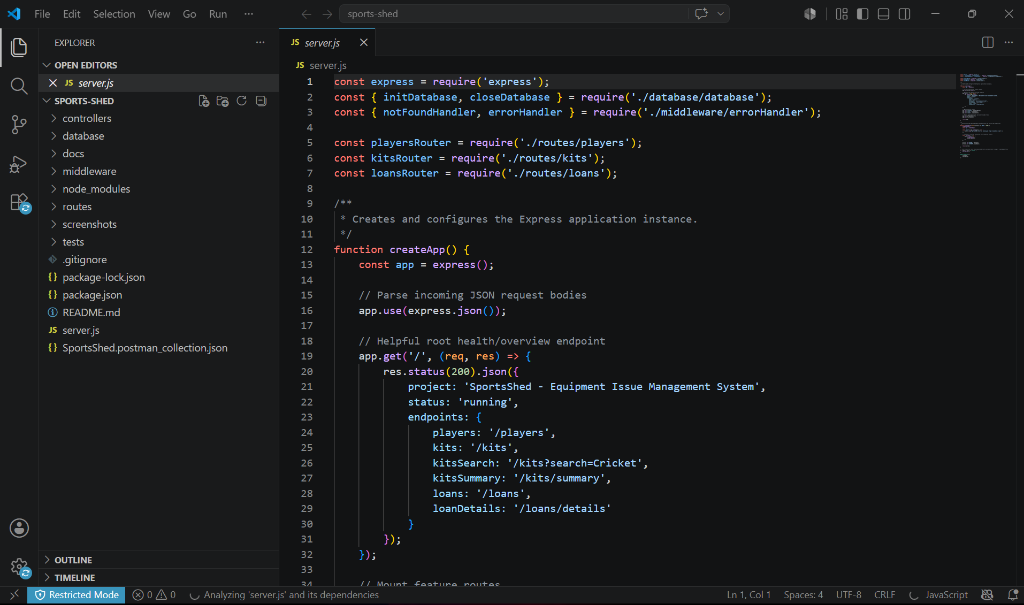 File Edit Selection View Go Run ··· sports-shed
EXPLORER ···
OPEN EDITORS
JS server.js
SPORTS-SHED
controllers
database
docs
middleware
node_modules
routes
screenshots
tests
.gitignore
{} package-lock.json
{} package.json
README.md
JS server.js
{} SportsShed.postman_collection.json
OUTLINE
TIMELINE
JS server.js
JS server.js
1 const express = require('express');
2 const { initDatabase, closeDatabase } = require('./database/database');
3 const { notFoundHandler, errorHandler } = require('./middleware/errorHandler');
4
5 const playersRouter = require('./routes/players');
6 const kitsRouter = require('./routes/kits');
7 const loansRouter = require('./routes/loans');
8
9 /**
10 * Creates and configures the Express application instance.
11 */
12 function createApp() {
13 const app = express();
14
15 // Parse incoming JSON request bodies
16 app.use(express.json());
17
18 // Helpful root health/overview endpoint
19 app.get('/', (req, res) => {
20 res.status(200).json({
21 project: 'SportsShed - Equipment Issue Management System',
22 status: 'running',
23 endpoints: {
24 players: '/players',
25 kits: '/kits',
26 kitsSearch: '/kits?search=Cricket',
27 kitsSummary: '/kits/summary',
28 loans: '/loans',
29 loanDetails: '/loans/details'
30 }
31 });
32 });
33
34 // Mount feature routes
Restricted Mode 0 0 Analyzing 'server.js' and its dependencies Ln 1, Col 1 Spaces: 4 UTF-8 CRLF JavaScript